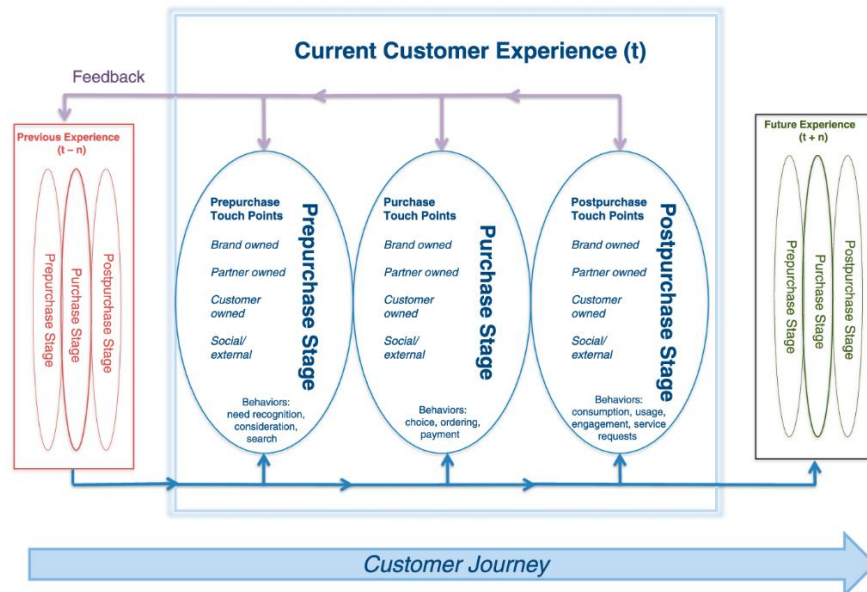 Current Customer Experience (t)
Feedback
Previous Experience
(t – n)
Prepurchase Stage
Purchase Stage
Postpurchase Stage
Prepurchase
Touch Points
Brand owned
Partner owned
Customer
owned
Social/
external
Prepurchase Stage
Behaviors:
need recognition,
consideration,
search
Purchase
Touch Points
Brand owned
Partner owned
Customer
owned
Social/
external
Purchase Stage
Behaviors:
choice, ordering,
payment
Postpurchase
Touch Points
Brand owned
Partner owned
Customer
owned
Social/
external
Postpurchase Stage
Behaviors:
consumption, usage,
engagement, service
requests
Future Experience
(t + n)
Prepurchase Stage
Purchase Stage
Postpurchase Stage
Customer Journey